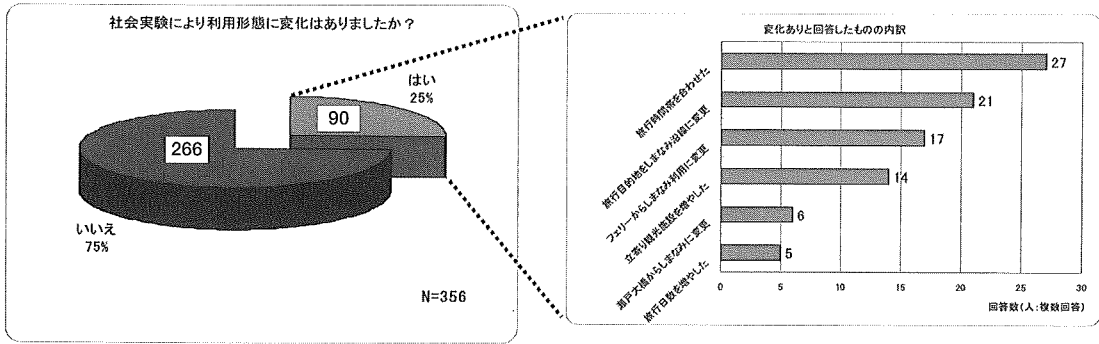 社会実験により利用形態に変化はありましたか？
はい
25%
90
266
いいえ
75%
N=356
変化ありと回答したものの内訳
旅行時間帯を合わせた
27
旅行目的地をしまなみ沿線に変更
21
フェリーからしまなみ利用に変更
17
立寄り観光施設を増やした
14
瀬戸大橋からしまなみに変更
6
旅行日数を増やした
5
0
5
10
15
20
25
30
回答数(人:複数回答)